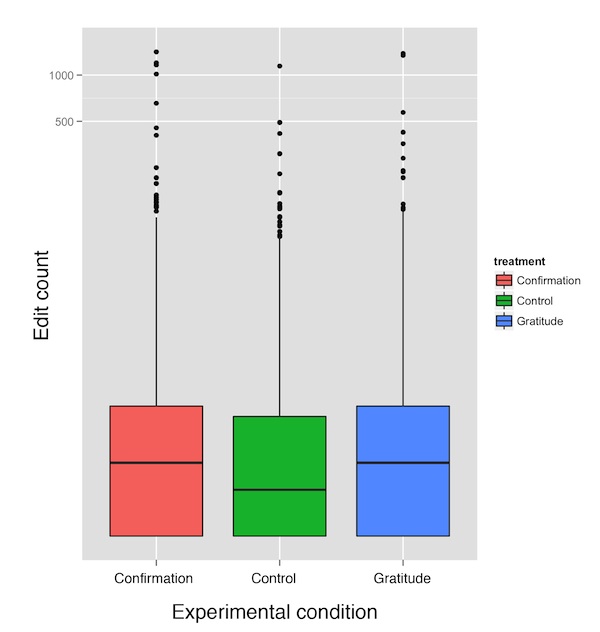 1000
500
Edit count
Confirmation
Control
Gratitude
Experimental condition
treatment
Confirmation
Control
Gratitude